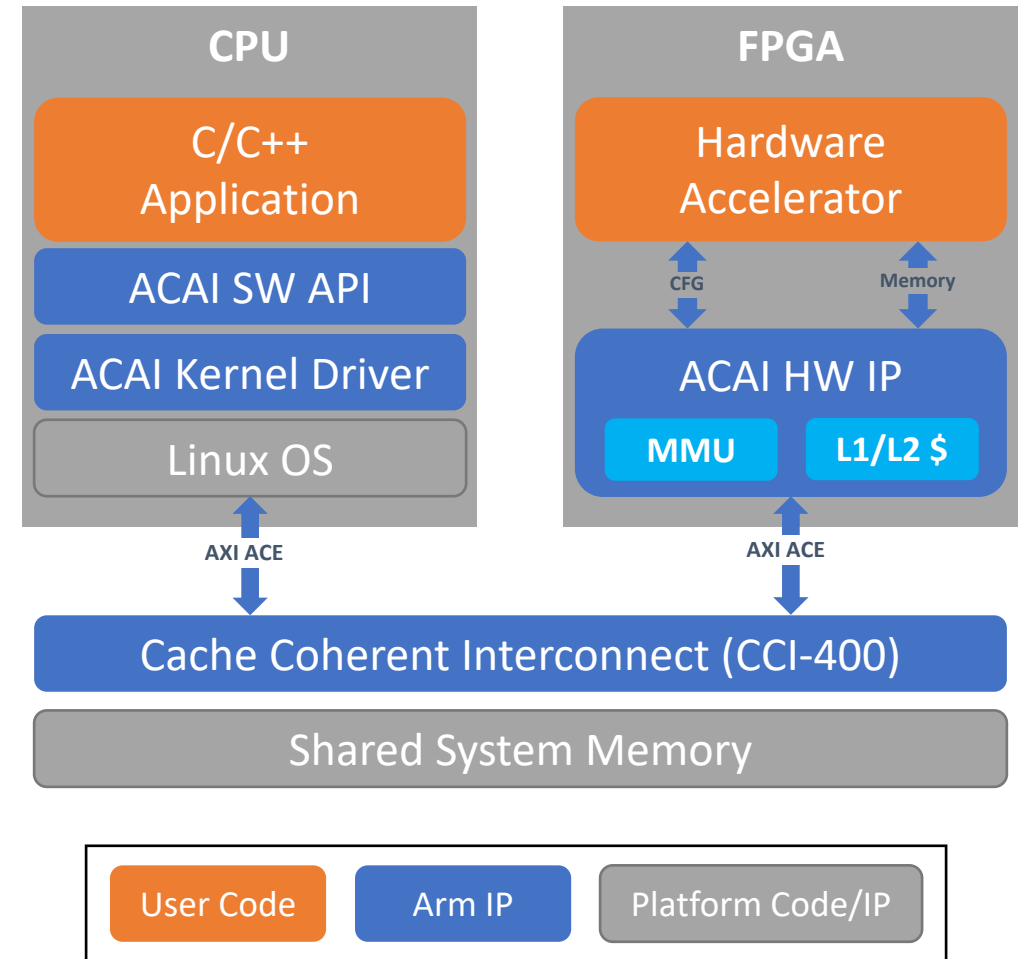 CPU
C/C++
Application
ACAI SW API
ACAI Kernel Driver
Linux OS
AXI ACE
FPGA
Hardware
Accelerator
CFG
Memory
ACAI HW IP
MMU
L1/L2 $
AXI ACE
Cache Coherent Interconnect (CCI-400)
Shared System Memory
User Code
Arm IP
Platform Code/IP